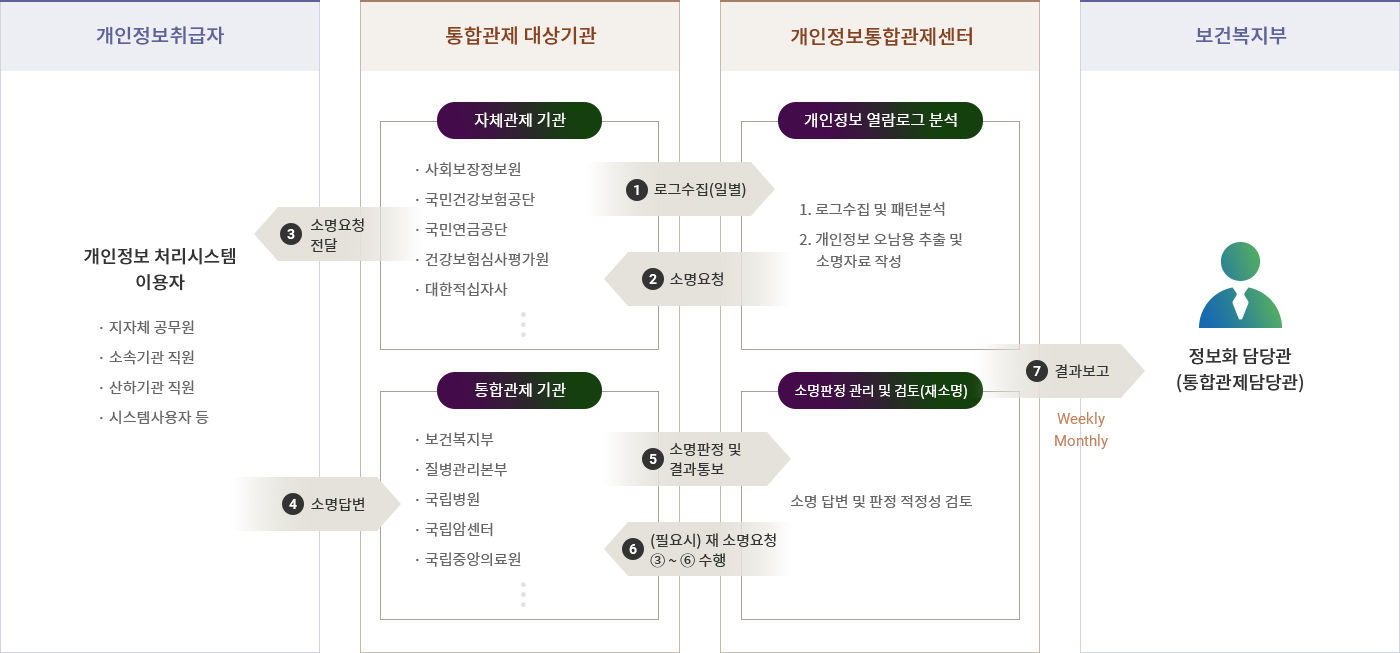 개인정보취급자
개인정보 처리시스템
이용자
· 지자체 공무원
· 소속기관 직원
· 산하기관 직원
· 시스템사용자 등
3 소명요청
전달
4 소명답변
통합관제 대상기관
자체관제 기관
· 사회보장정보원
· 국민건강보험공단
· 국민연금공단
· 건강보험심사평가원
· 대한적십자사
통합관제 기관
· 보건복지부
· 질병관리본부
· 국립병원
· 국립암센터
· 국립중앙의료원
1 로그수집(일별)
2 소명요청
5 소명판정 및
결과통보
6 (필요시) 재 소명요청
③ ~ ⑥ 수행
개인정보통합관제센터
개인정보 열람로그 분석
1. 로그수집 및 패턴분석
2. 개인정보 오남용 추출 및
소명자료 작성
소명판정 관리 및 검토(재소명)
소명 답변 및 판정 적정성 검토
7 결과보고
Weekly
Monthly
보건복지부
정보화 담당관
(통합관제담당관)